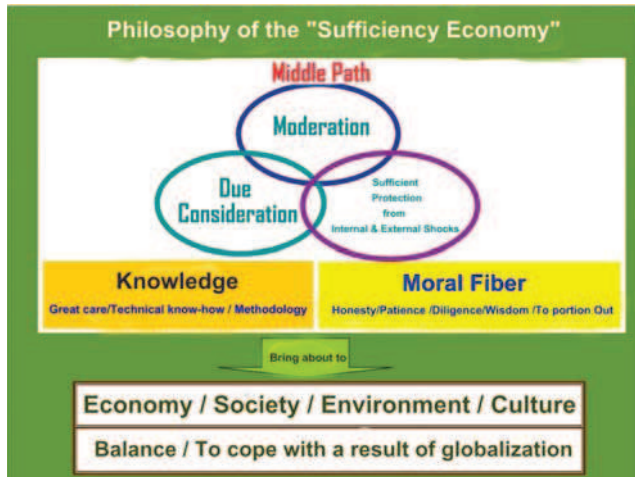 Philosophy of the "Sufficiency Economy"
Middle Path
Moderation
Due
Consideration
Sufficient
Protection
from
Internal & External Shocks
Knowledge
Great care/Technical know-how / Methodology
Moral Fiber
Honesty/Patience /Diligence/Wisdom /To portion Out
Bring about to
Economy / Society / Environment / Culture
Balance / To cope with a result of globalization